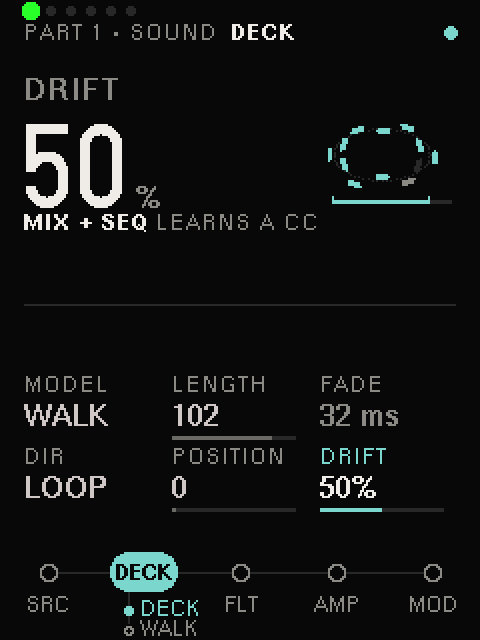 PART 1 · SOUND DECK
DRIFT
50 %
MIX + SEQ LEARNS A CC
MODEL LENGTH FADE
WALK 102 32 ms
DIR POSITION DRIFT
LOOP 0 50%
DECK
SRC DECK FLT AMP MOD
WALK